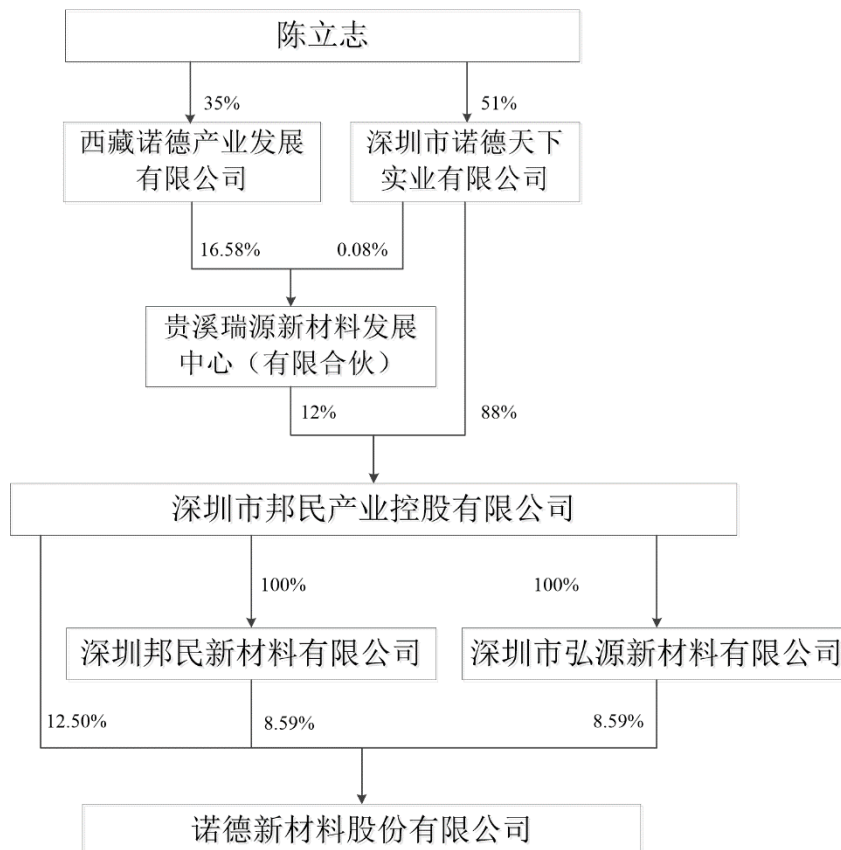 陈立志
35%
51%
西藏诺德产业发展
有限公司
深圳市诺德天下
实业有限公司
16.58%
0.08%
贵溪瑞源新材料发展
中心（有限合伙）
12%
88%
深圳市邦民产业控股有限公司
100%
100%
深圳邦民新材料有限公司
深圳市弘源新材料有限公司
12.50%
8.59%
8.59%
诺德新材料股份有限公司